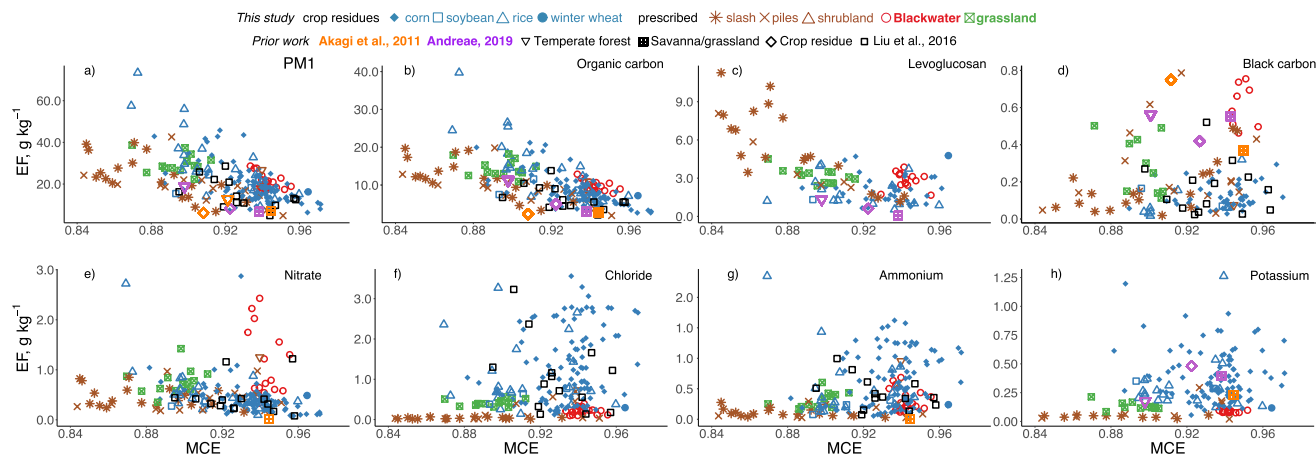 This study crop residues corn soybean rice winter wheat prescribed slash piles shrubland Blackwater grassland
Prior work Akagi et al., 2011 Andreae, 2019 Temperate forest Savanna/grassland Crop residue Liu et al., 2016
a) PM1
b) Organic carbon
c) Levoglucosan
d) Black carbon
EF, g kg⁻¹
60.0
40.0
20.0
0.84 0.88 0.92 0.96
40.0
30.0
20.0
10.0
0.84 0.88 0.92 0.96
9.0
6.0
3.0
0.0
0.84 0.88 0.92 0.96
0.8
0.6
0.4
0.2
0.0
0.84 0.88 0.92 0.96
e) Nitrate
f) Chloride
g) Ammonium
h) Potassium
EF, g kg⁻¹
3.0
2.0
1.0
0.0
0.84 0.88 0.92 0.96
MCE
3.0
2.0
1.0
0.0
0.84 0.88 0.92 0.96
MCE
2.0
1.0
1.0
0.5
0.0
0.84 0.88 0.92 0.96
MCE
1.25
1.00
0.75
0.50
0.25
0.00
0.84 0.88 0.92 0.96
MCE